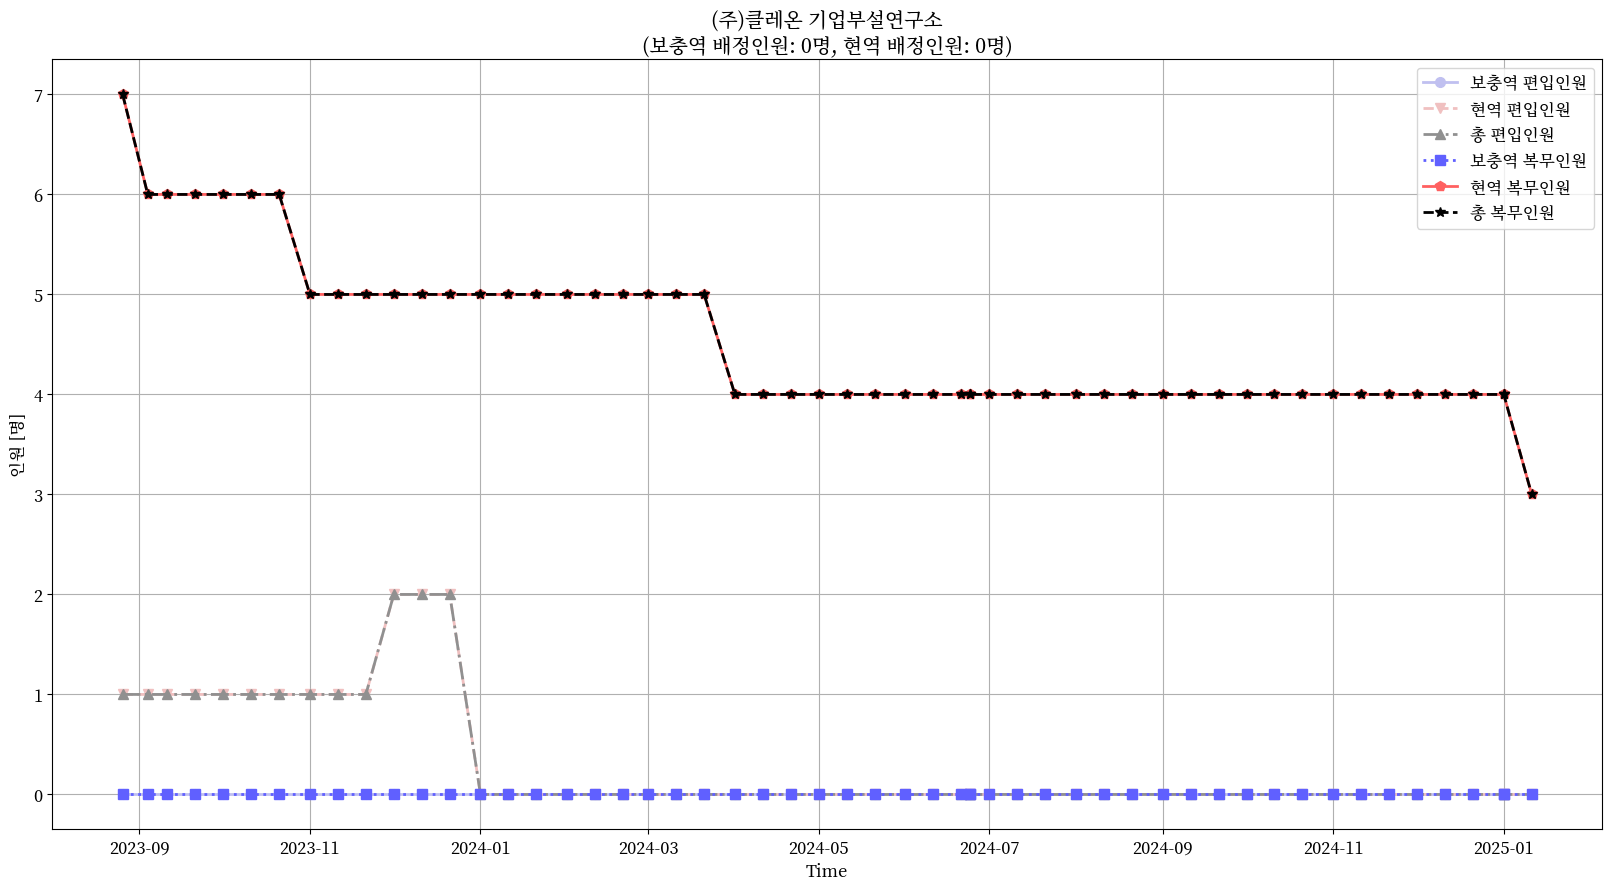 (주)클레온 기업부설연구소
(보충역 배정인원: 0명, 현역 배정인원: 0명)
보충역 편입인원
현역 편입인원
총 편입인원
보충역 복무인원
현역 복무인원
총 복무인원
인원 [명]
7
6
5
4
3
2
1
0
2023-09
2023-11
2024-01
2024-03
2024-05
2024-07
2024-09
2024-11
2025-01
Time